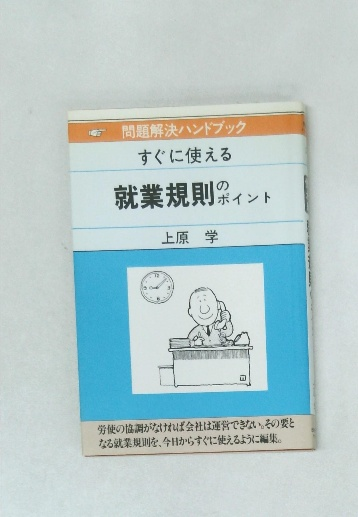 問題解決ハンドブック
すぐに使える
就業規則のポイント
上原 学
労使の協調がなければ会社は運営できない。その要と
なる就業規則を、今日からすぐに使えるように編集。